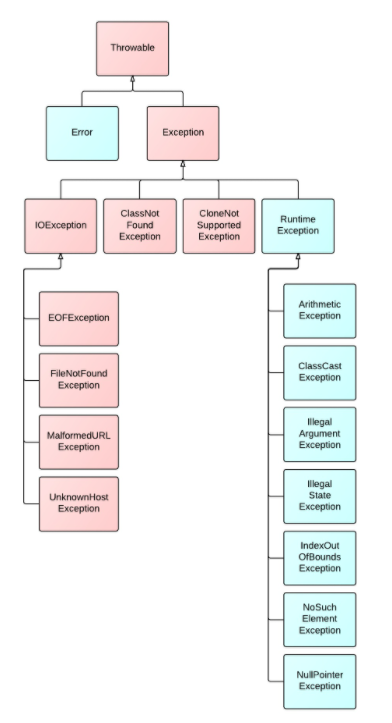 Throwable
Error
Exception
IOException
ClassNot
Found
Exception
CloneNot
Supported
Exception
Runtime
Exception
EOFException
FileNotFound
Exception
MalformedURL
Exception
UnknownHost
Exception
Arithmetic
Exception
ClassCast
Exception
Illegal
Argument
Exception
Illegal
State
Exception
IndexOut
OfBounds
Exception
NoSuch
Element
Exception
NullPointer
Exception